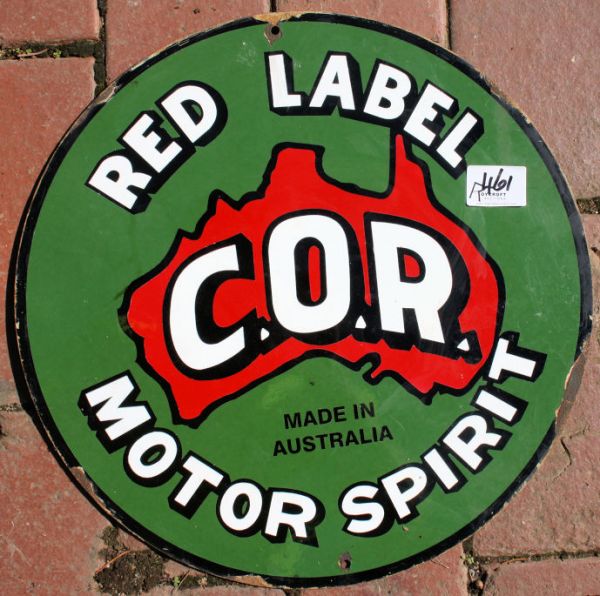 RED LABEL
C.O.R.
MADE IN
AUSTRALIA
MOTOR SPIRIT
461